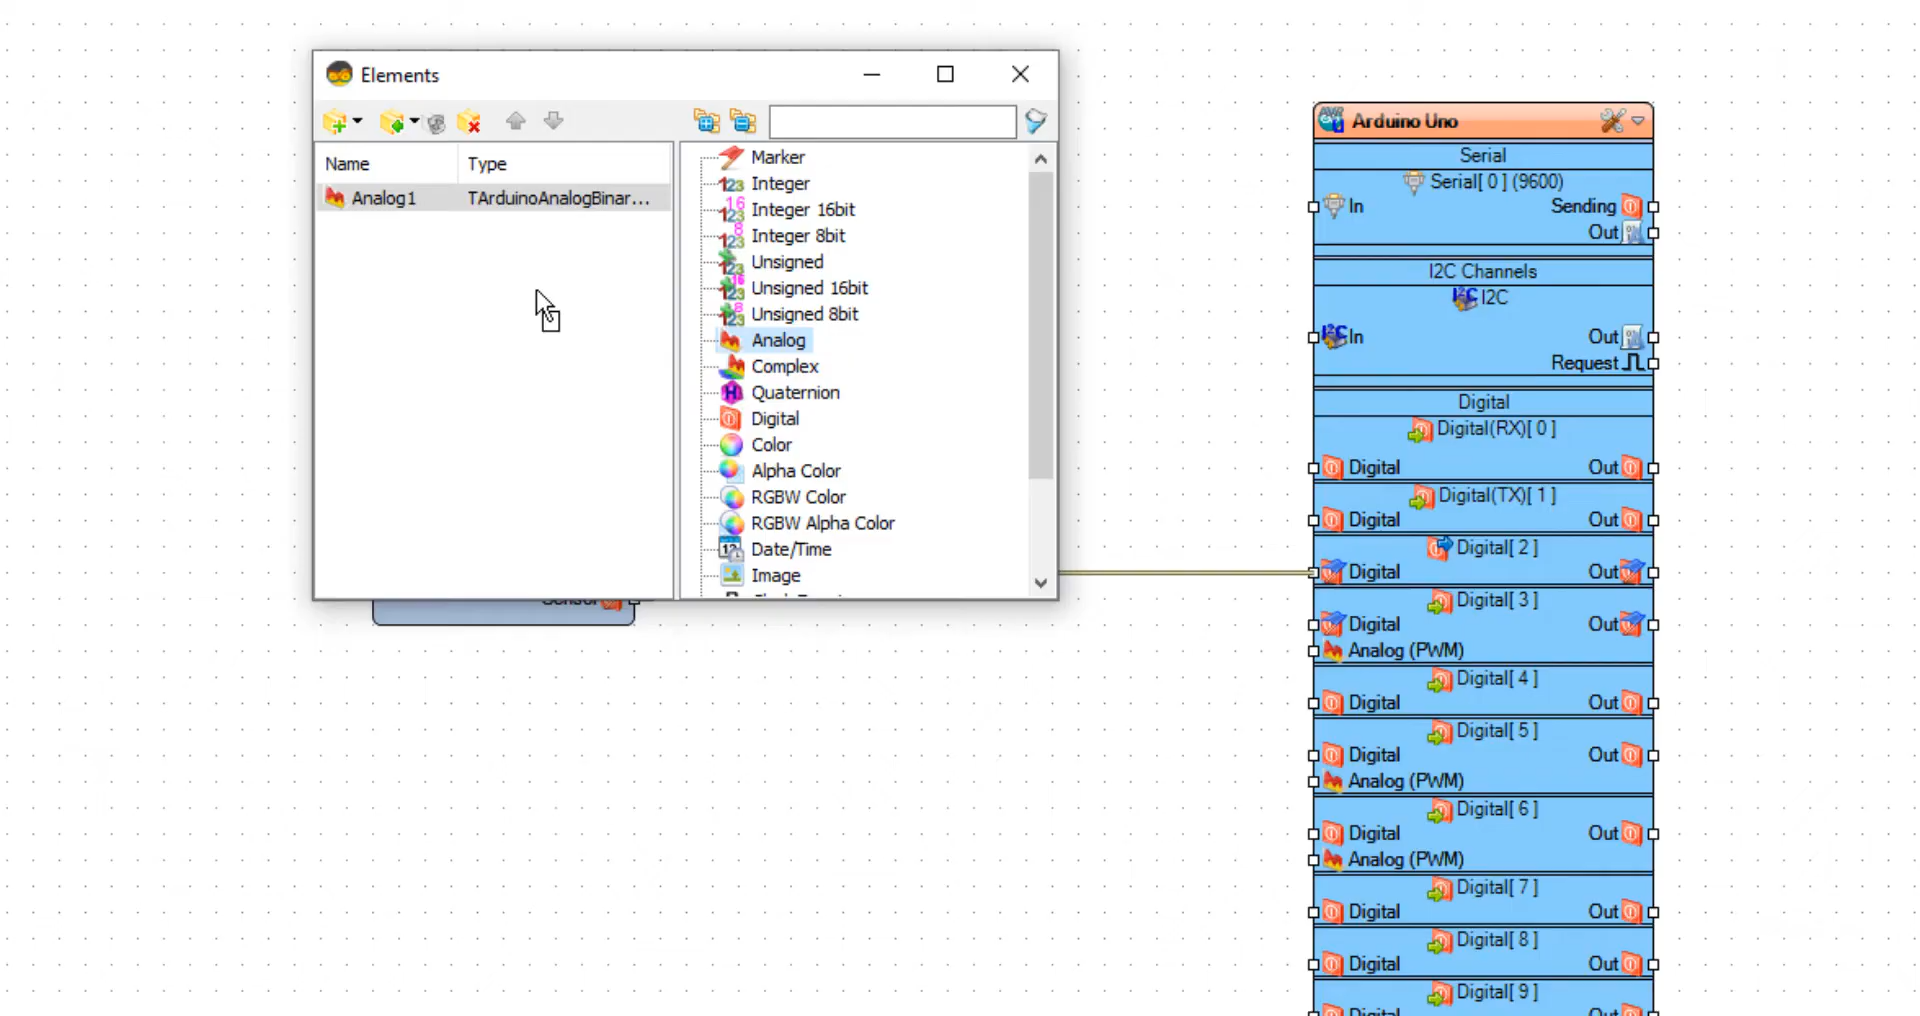 Elements
Name Type
Analog1 TArduinoAnalogBinar...
Marker
Integer
Integer 16bit
Integer 8bit
Unsigned
Unsigned 16bit
Unsigned 8bit
Analog
Complex
Quaternion
Digital
Color
Alpha Color
RGBW Color
RGBW Alpha Color
Date/Time
Image
Sensor
Arduino Uno
Serial
Serial[ 0 ] (9600)
In Sending
Out
I2C Channels
I2C
In Out
Request
Digital
Digital(RX)[ 0 ]
Digital Out
Digital(TX)[ 1 ]
Digital Out
Digital[ 2 ]
Digital Out
Digital[ 3 ]
Digital Out
Analog (PWM)
Digital[ 4 ]
Digital Out
Digital[ 5 ]
Digital Out
Analog (PWM)
Digital[ 6 ]
Digital Out
Analog (PWM)
Digital[ 7 ]
Digital Out
Digital[ 8 ]
Digital Out
Digital[ 9 ]
Digital Out